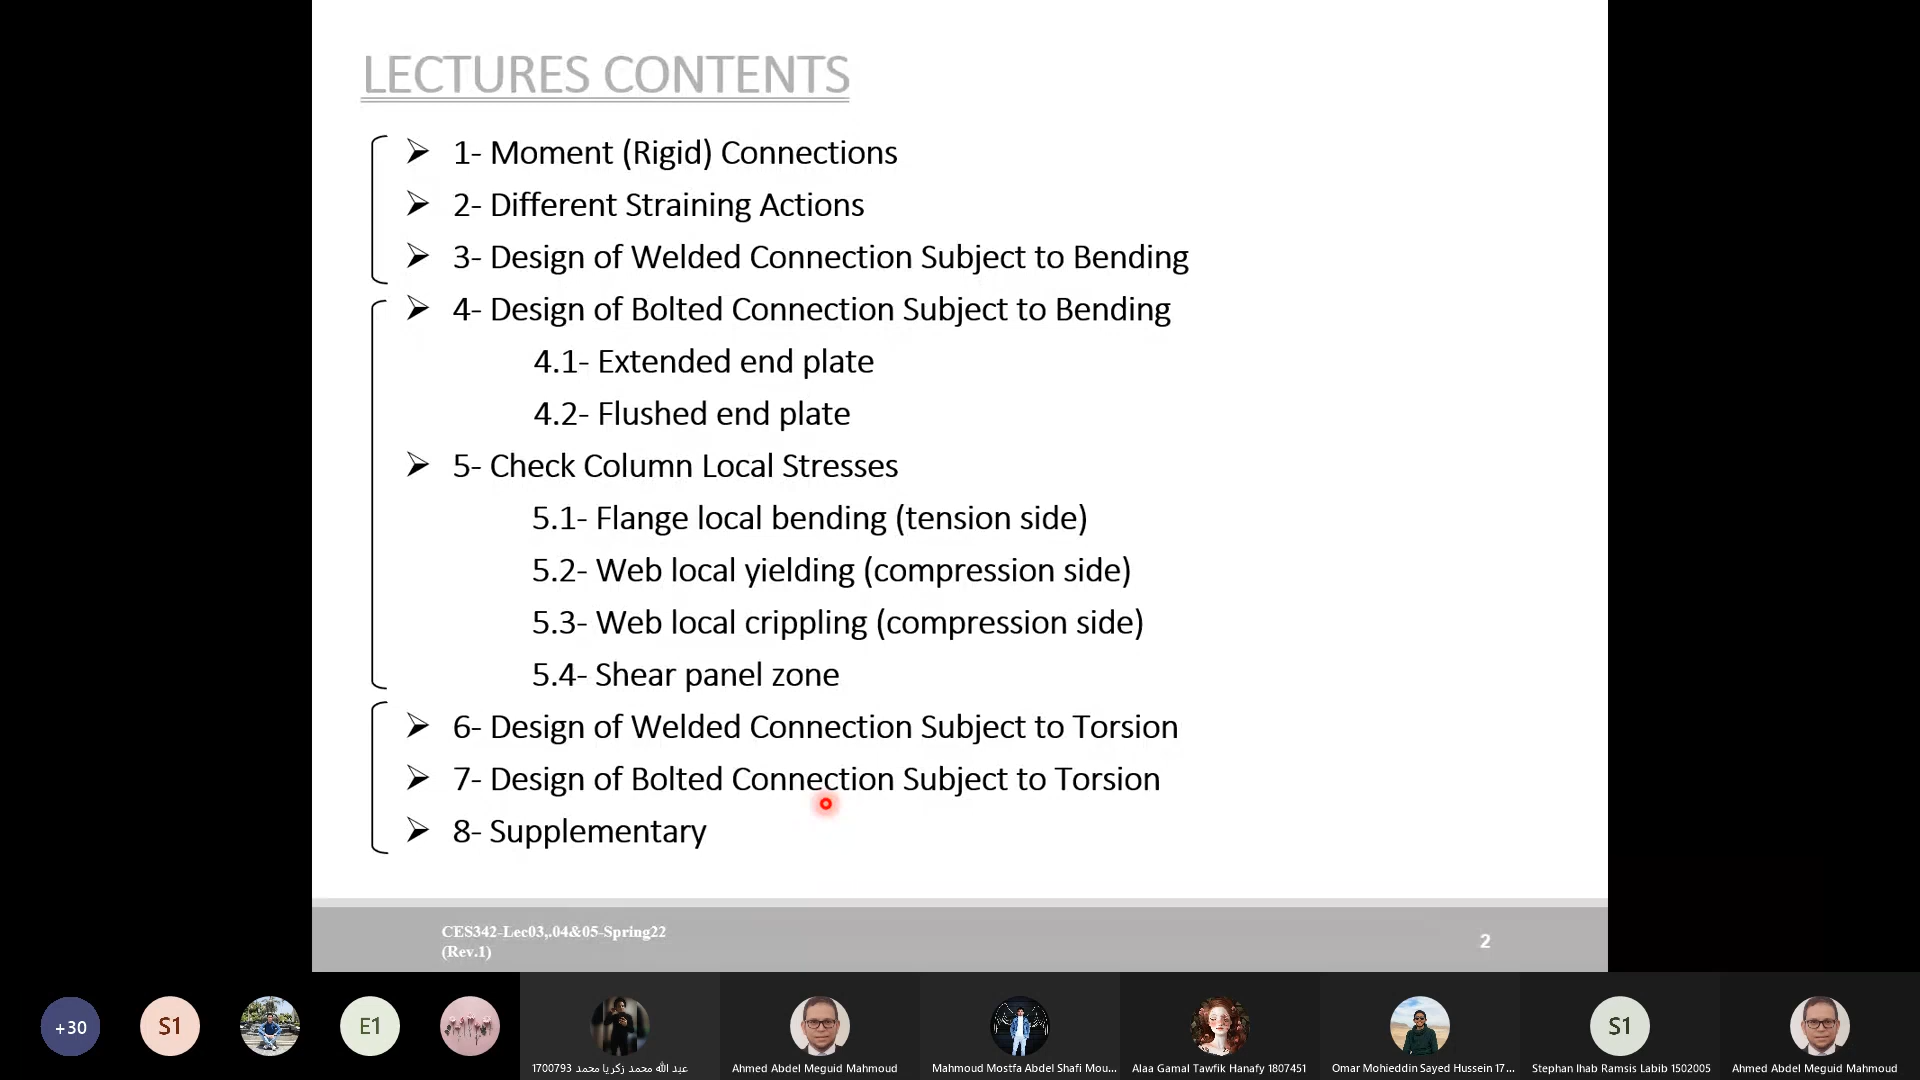 LECTURES CONTENTS
1- Moment (Rigid) Connections
2- Different Straining Actions
3- Design of Welded Connection Subject to Bending
4- Design of Bolted Connection Subject to Bending
4.1- Extended end plate
4.2- Flushed end plate
5- Check Column Local Stresses
5.1- Flange local bending (tension side)
5.2- Web local yielding (compression side)
5.3- Web local crippling (compression side)
5.4- Shear panel zone
6- Design of Welded Connection Subject to Torsion
7- Design of Bolted Connection Subject to Torsion
8- Supplementary
CES342-Lec03,.04&05-Spring22
(Rev.1)
2
+30
S1
E1
S1
عبد الله محمد زكريا محمد 1700793
Ahmed Abdel Meguid Mahmoud
Mahmoud Mostfa Abdel Shafi Mou...
Alaa Gamal Tawfik Hanafy 1807451
Omar Mohieddin Sayed Hussein 17...
Stephan Ihab Ramsis Labib 1502005
Ahmed Abdel Meguid Mahmoud